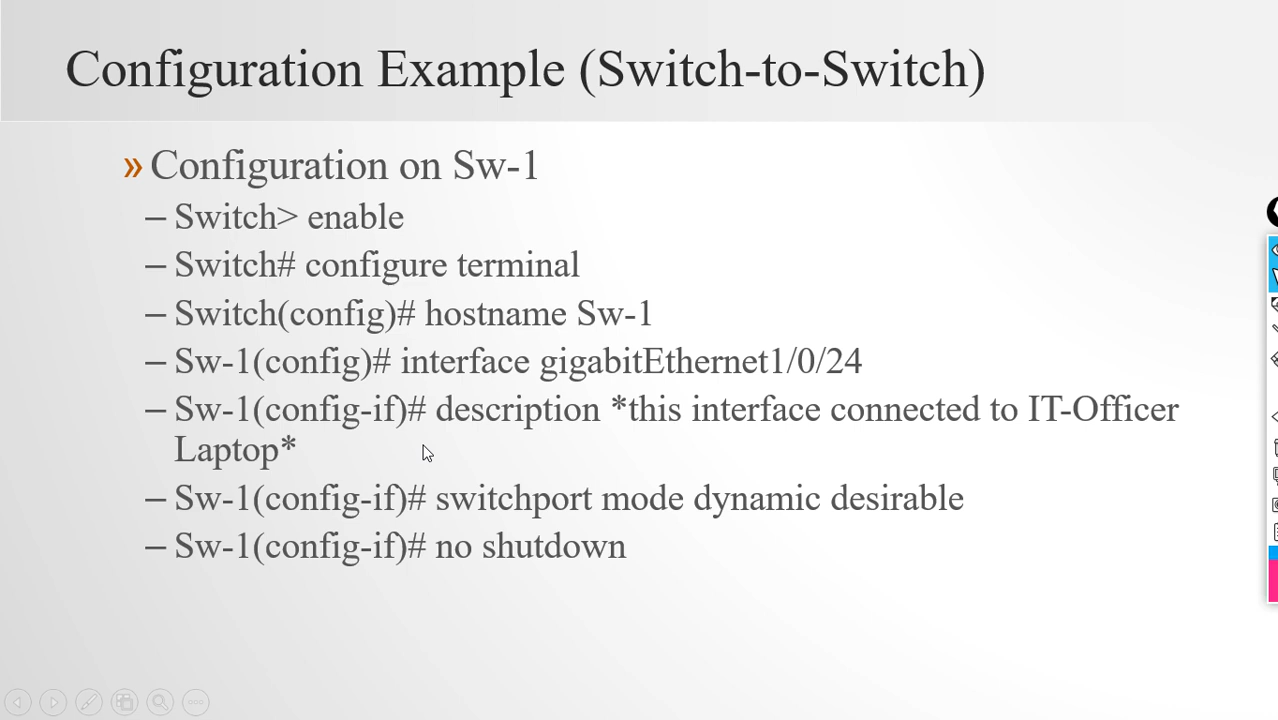 Configuration Example (Switch-to-Switch)
» Configuration on Sw-1
– Switch> enable
– Switch# configure terminal
– Switch(config)# hostname Sw-1
– Sw-1(config)# interface gigabitEthernet1/0/24
– Sw-1(config-if)# description *this interface connected to IT-Officer
Laptop*
– Sw-1(config-if)# switchport mode dynamic desirable
– Sw-1(config-if)# no shutdown